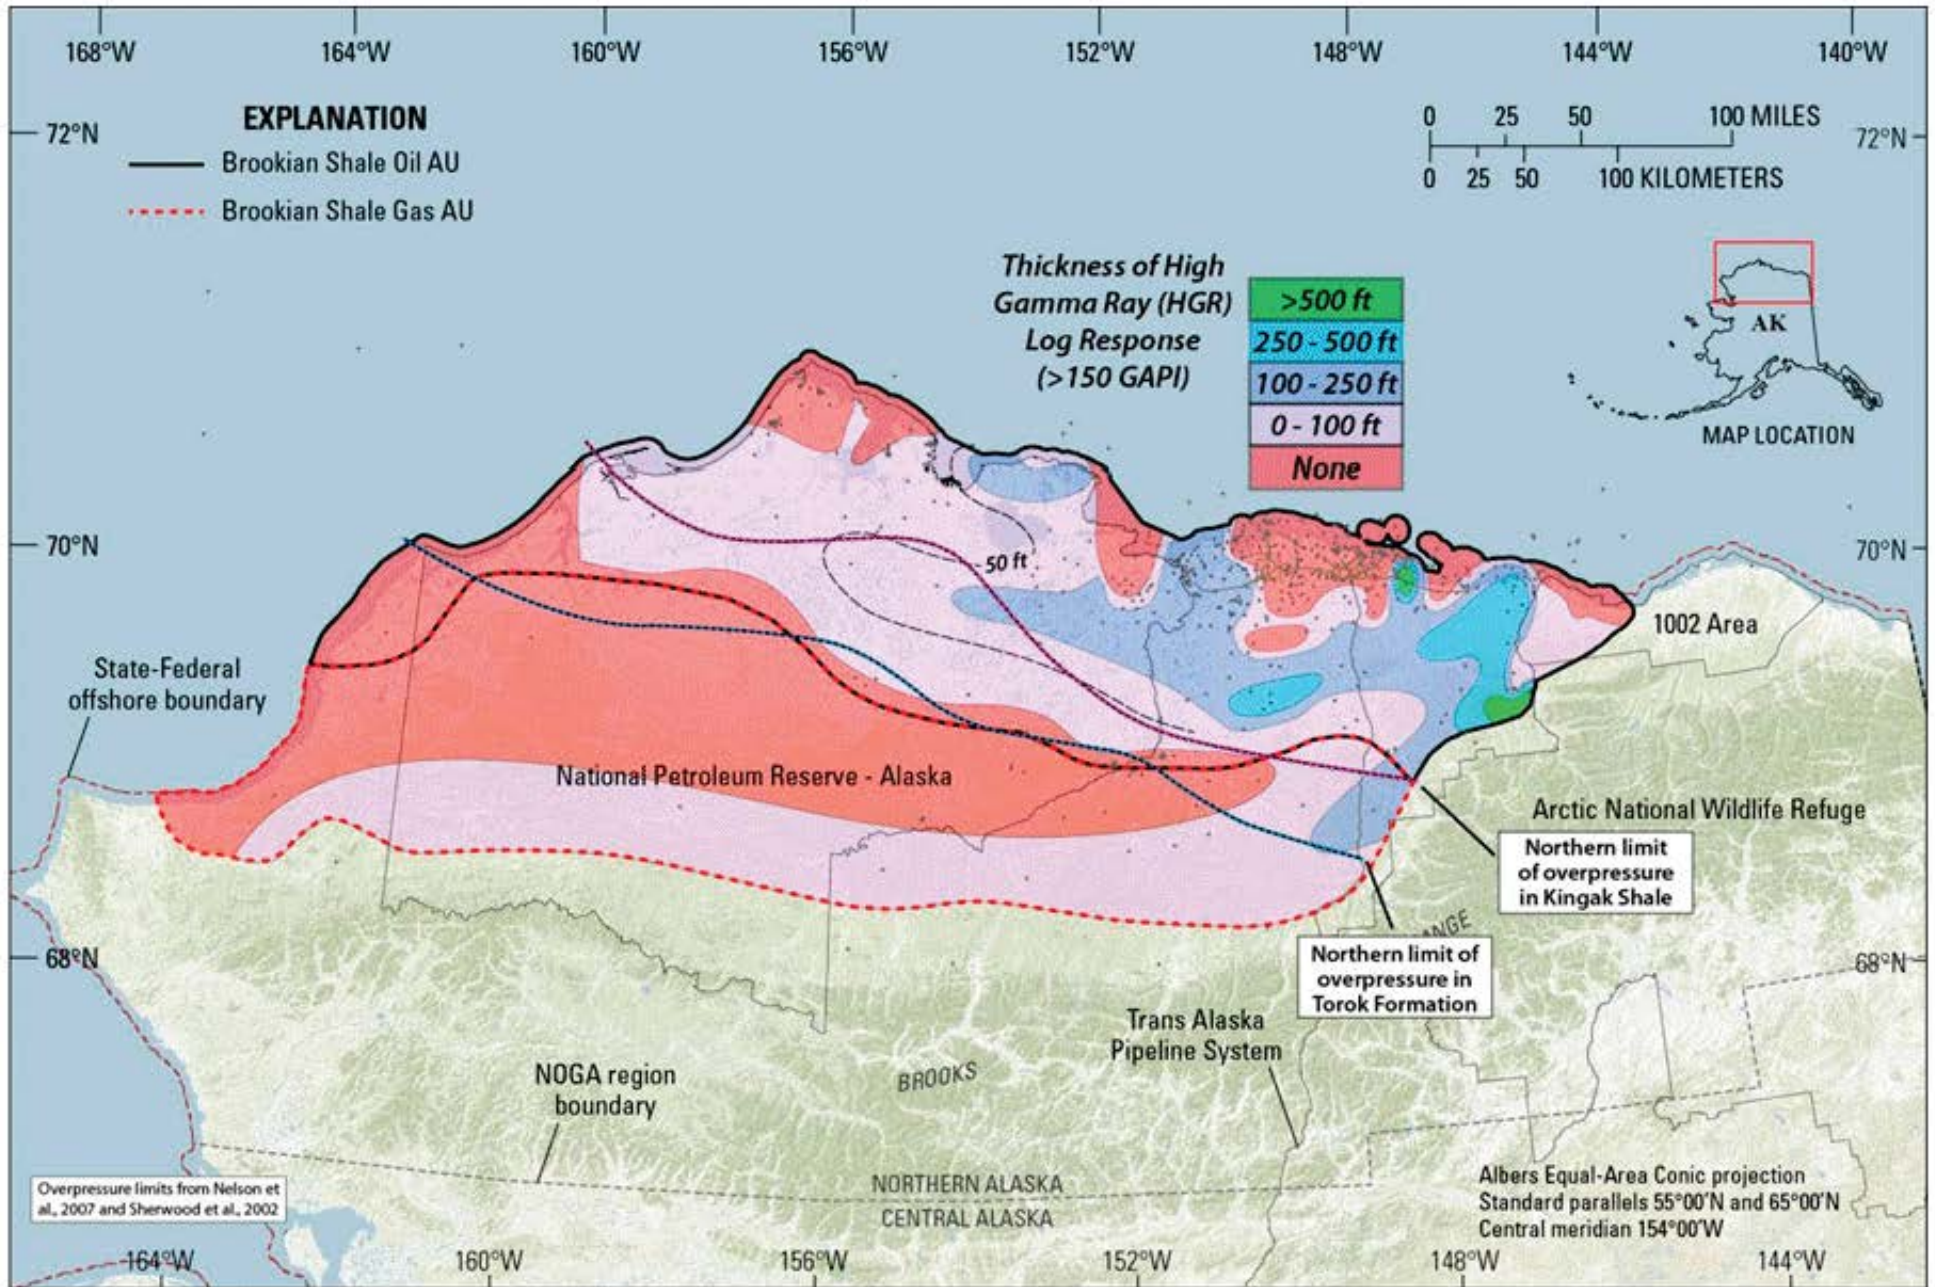 168°W 164°W 160°W 156°W 152°W 148°W 144°W 140°W
EXPLANATION
72°N
Brookian Shale Oil AU
Brookian Shale Gas AU
0 25 50 100 MILES
72°N
0 25 50 100 KILOMETERS
Thickness of High
Gamma Ray (HGR)
Log Response
(>150 GAPI)
>500 ft
250 - 500 ft
100 - 250 ft
0 - 100 ft
None
AK
MAP LOCATION
70°N
70°N
50 ft
1002 Area
State-Federal
offshore boundary
National Petroleum Reserve - Alaska
Arctic National Wildlife Refuge
Northern limit
of overpressure
in Kingak Shale
ANGE
Northern limit of
overpressure in
Torok Formation
68°N
68°N
Trans Alaska
Pipeline System
BROOKS
NOGA region
boundary
NORTHERN ALASKA
CENTRAL ALASKA
Overpressure limits from Nelson et
al., 2007 and Sherwood et al., 2002
Albers Equal-Area Conic projection
Standard parallels 55°00'N and 65°00'N
Central meridian 154°00'W
164°W 160°W 156°W 152°W 148°W 144°W